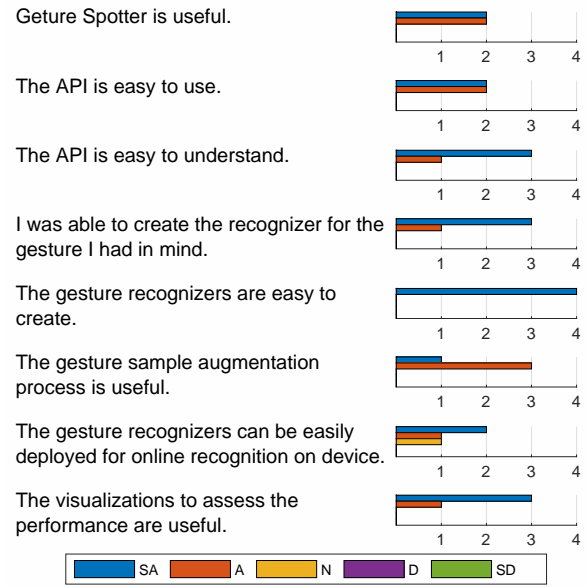 Geture Spotter is useful.
1 2 3 4
The API is easy to use.
1 2 3 4
The API is easy to understand.
1 2 3 4
I was able to create the recognizer for the
gesture I had in mind.
1 2 3 4
The gesture recognizers are easy to
create.
1 2 3 4
The gesture sample augmentation
process is useful.
1 2 3 4
The gesture recognizers can be easily
deployed for online recognition on device.
1 2 3 4
The visualizations to assess the
performance are useful.
1 2 3 4
SA A N D SD